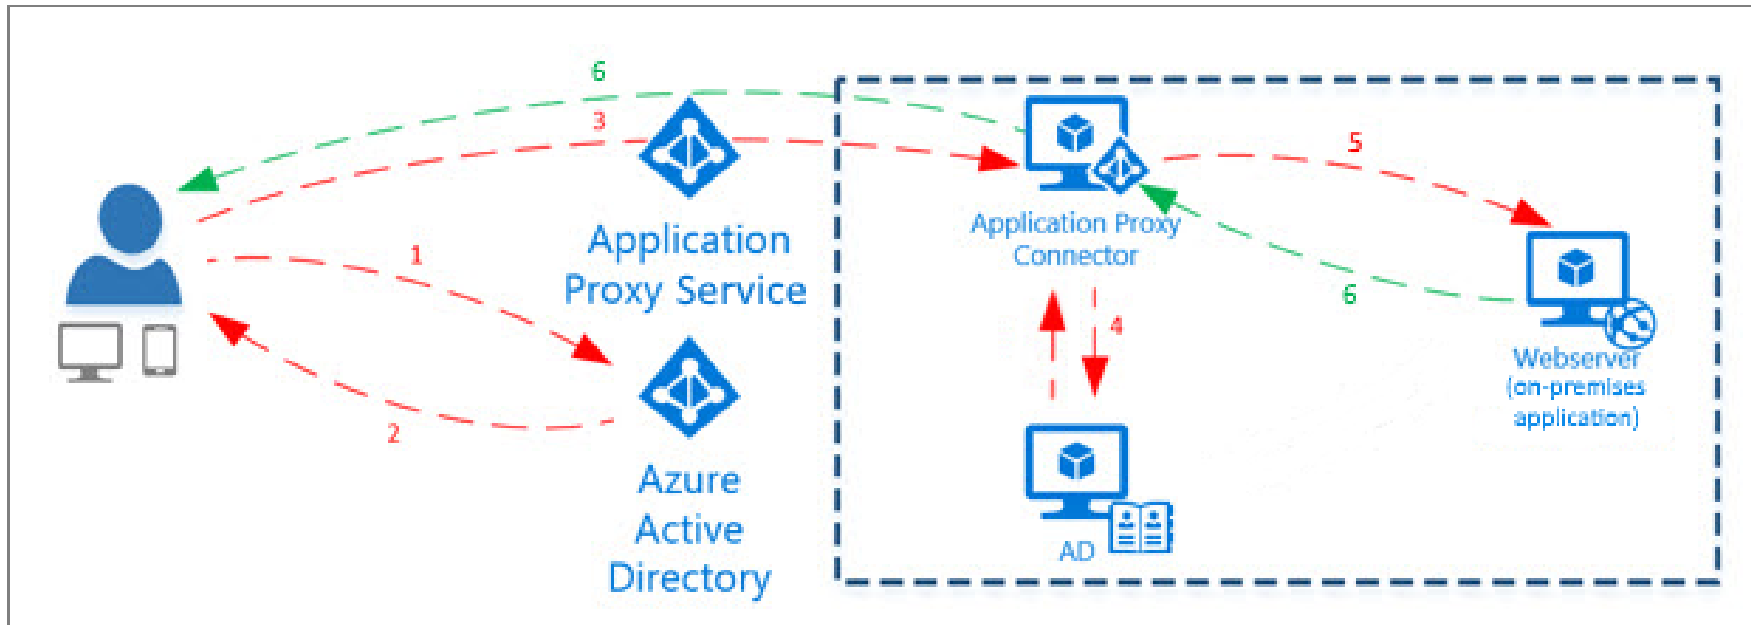 6
3
Application
Proxy Service
1
2
Azure
Active
Directory
Application Proxy
Connector
5
6
4
Webserver
(on-premises
application)
AD